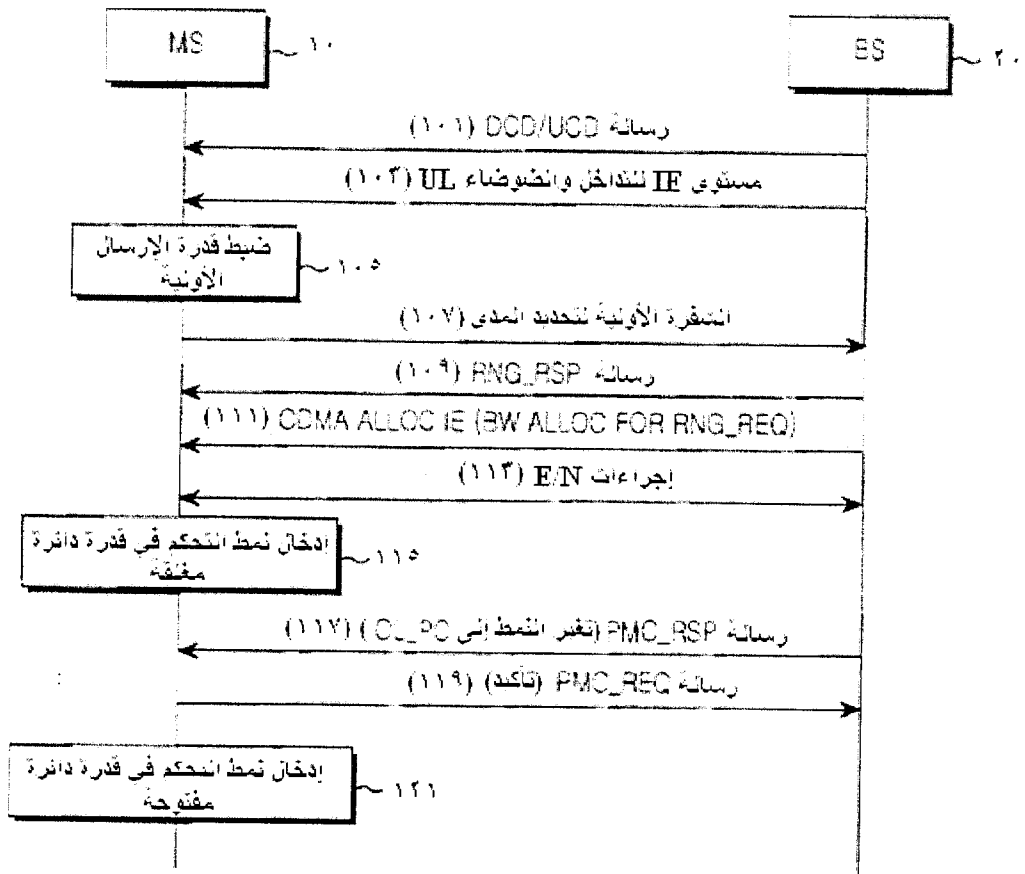 MS
١٠
BS
٢٠
رسالة DCD/UCD (١٠١)
مستوى IE للتداخل والضوضاء UL (١٠٣)
ضبط قدرة الإرسال
الأولية
١٠٥
الشفرة الأولية لتحديد المدى (١٠٧)
رسالة RNG_RSP (١٠٩)
CDMA ALLOC IE (BW ALLOC FOR RNG_REQ) (١١١)
إجراءات E/N (١١٣)
إدخال نمط التحكم في قدرة دائرة
مغلقة
١١٥
رسالة PMC_RSP (تغير النمط إلى OL_PC) (١١٧)
رسالة PMC_REQ (تأكيد) (١١٩)
إدخال نمط التحكم في قدرة دائرة
مفتوحة
١٢١